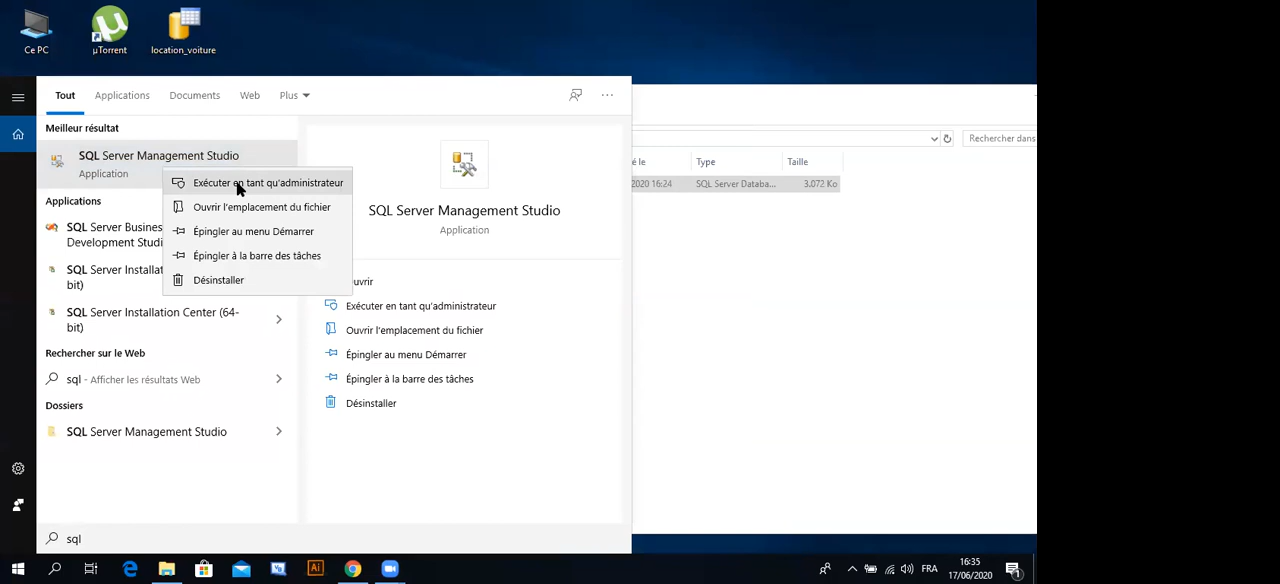 Ce PC
µTorrent
location_voiture
Tout
Applications
Documents
Web
Plus
Meilleur résultat
SQL Server Management Studio
Application
Applications
SQL Server Busines
Development Studi
SQL Server Installat
bit)
SQL Server Installation Center (64-
bit)
Rechercher sur le Web
sql - Afficher les résultats Web
Dossiers
SQL Server Management Studio
sql
Exécuter en tant qu'administrateur
Ouvrir l'emplacement du fichier
Épingler au menu Démarrer
Épingler à la barre des tâches
Désinstaller
SQL Server Management Studio
Application
uvrir
Exécuter en tant qu'administrateur
Ouvrir l'emplacement du fichier
Épingler au menu Démarrer
Épingler à la barre des tâches
Désinstaller
Rechercher dans
é le
Type
Taille
2020 16:24
SQL Server Databa...
3.072 Ko
Ai
FRA
16:35
17/06/2020
1